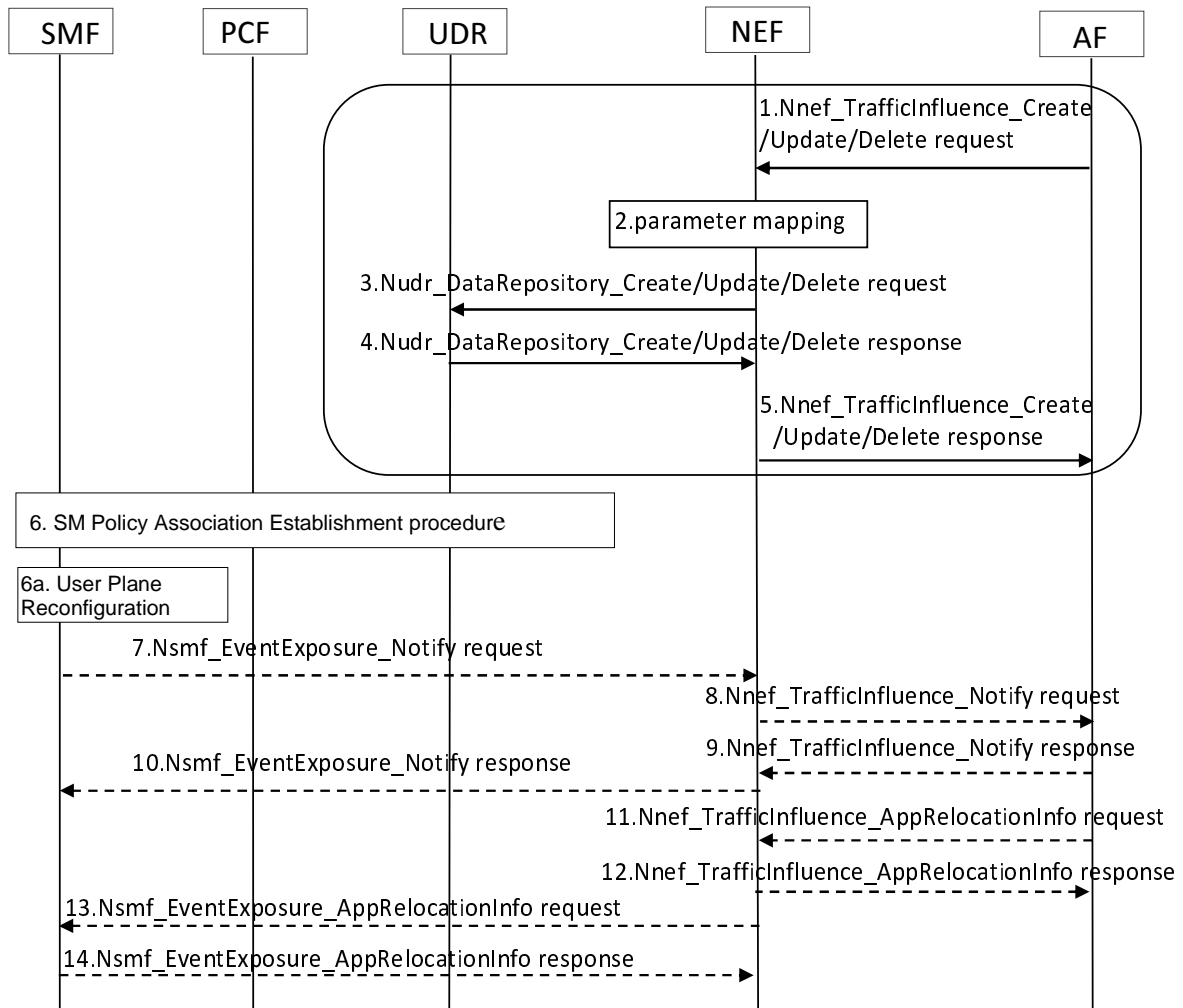 SMF
PCF
UDR
NEF
AF
1.Nnef_TrafficInfluence_Create
/Update/Delete request
2.parameter mapping
3.Nudr_DataRepository_Create/Update/Delete request
4.Nudr_DataRepository_Create/Update/Delete response
5.Nnef_TrafficInfluence_Create
/Update/Delete response
6. SM Policy Association Establishment procedure
6a. User Plane
Reconfiguration
7.Nsmf_EventExposure_Notify request
8.Nnef_TrafficInfluence_Notify request
9.Nnef_TrafficInfluence_Notify response
10.Nsmf_EventExposure_Notify response
11.Nnef_TrafficInfluence_AppRelocationInfo request
12.Nnef_TrafficInfluence_AppRelocationInfo response
13.Nsmf_EventExposure_AppRelocationInfo request
14.Nsmf_EventExposure_AppRelocationInfo response